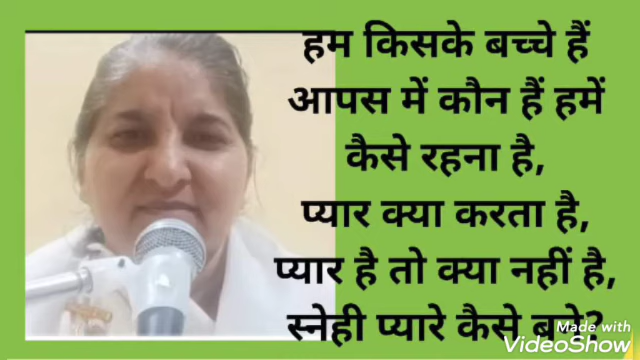 हम किसके बच्चे हैं
आपस में कौन हैं हमें
कैसे रहना है,
प्यार क्या करता है,
प्यार है तो क्या नहीं है,
स्नेही प्यारे कैसे बने?
Made with
VideoShow